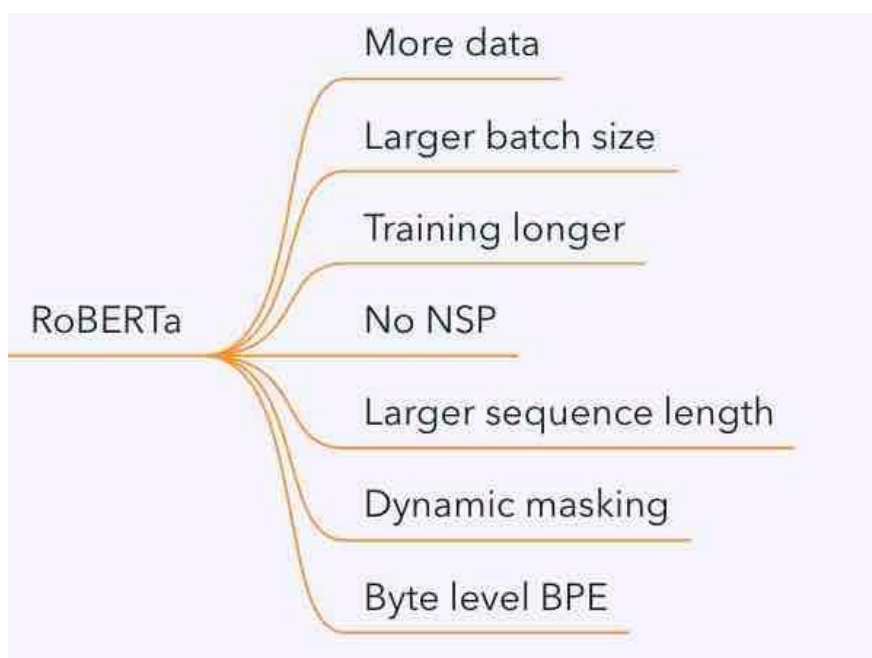 More data
Larger batch size
Training longer
RoBERTa
No NSP
Larger sequence length
Dynamic masking
Byte level BPE